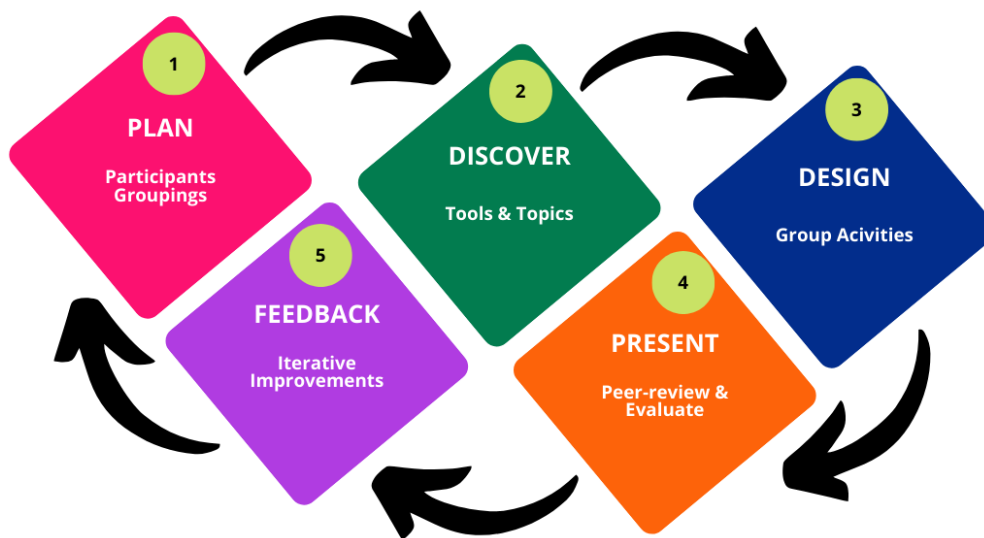 1
PLAN
Participants
Groupings
2
DISCOVER
Tools & Topics
3
DESIGN
Group Acivities
4
PRESENT
Peer-review &
Evaluate
5
FEEDBACK
Iterative
Improvements